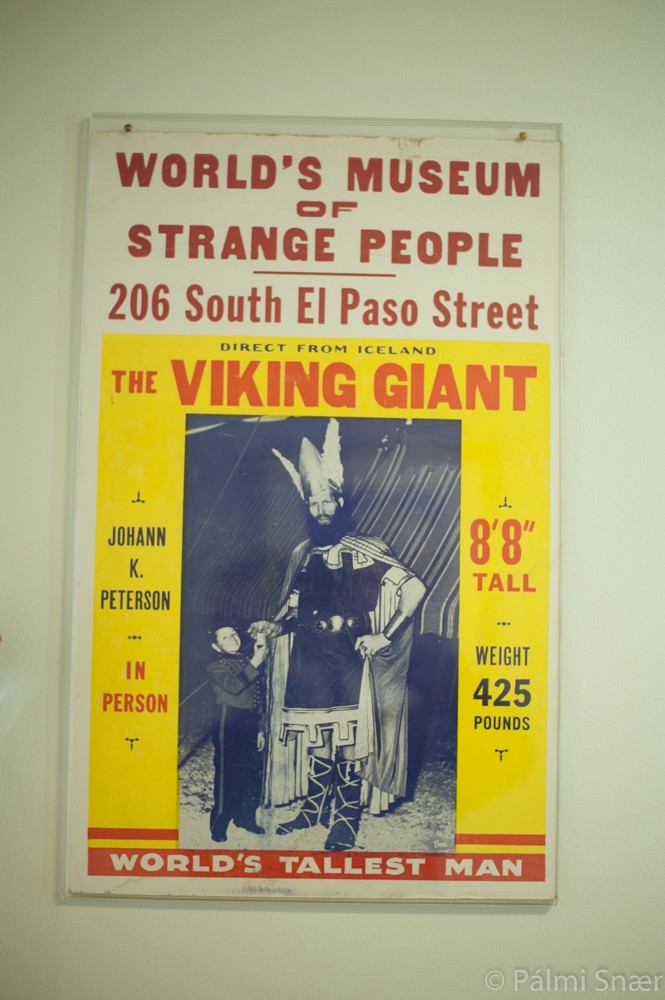 WORLD'S MUSEUM
OF
STRANGE PEOPLE
206 South El Paso Street
DIRECT FROM ICELAND
THE VIKING GIANT
JOHANN
K.
PETERSON
IN
PERSON
8'8"
TALL
WEIGHT
425
POUNDS
WORLD'S TALLEST MAN
© Pálmi Snær